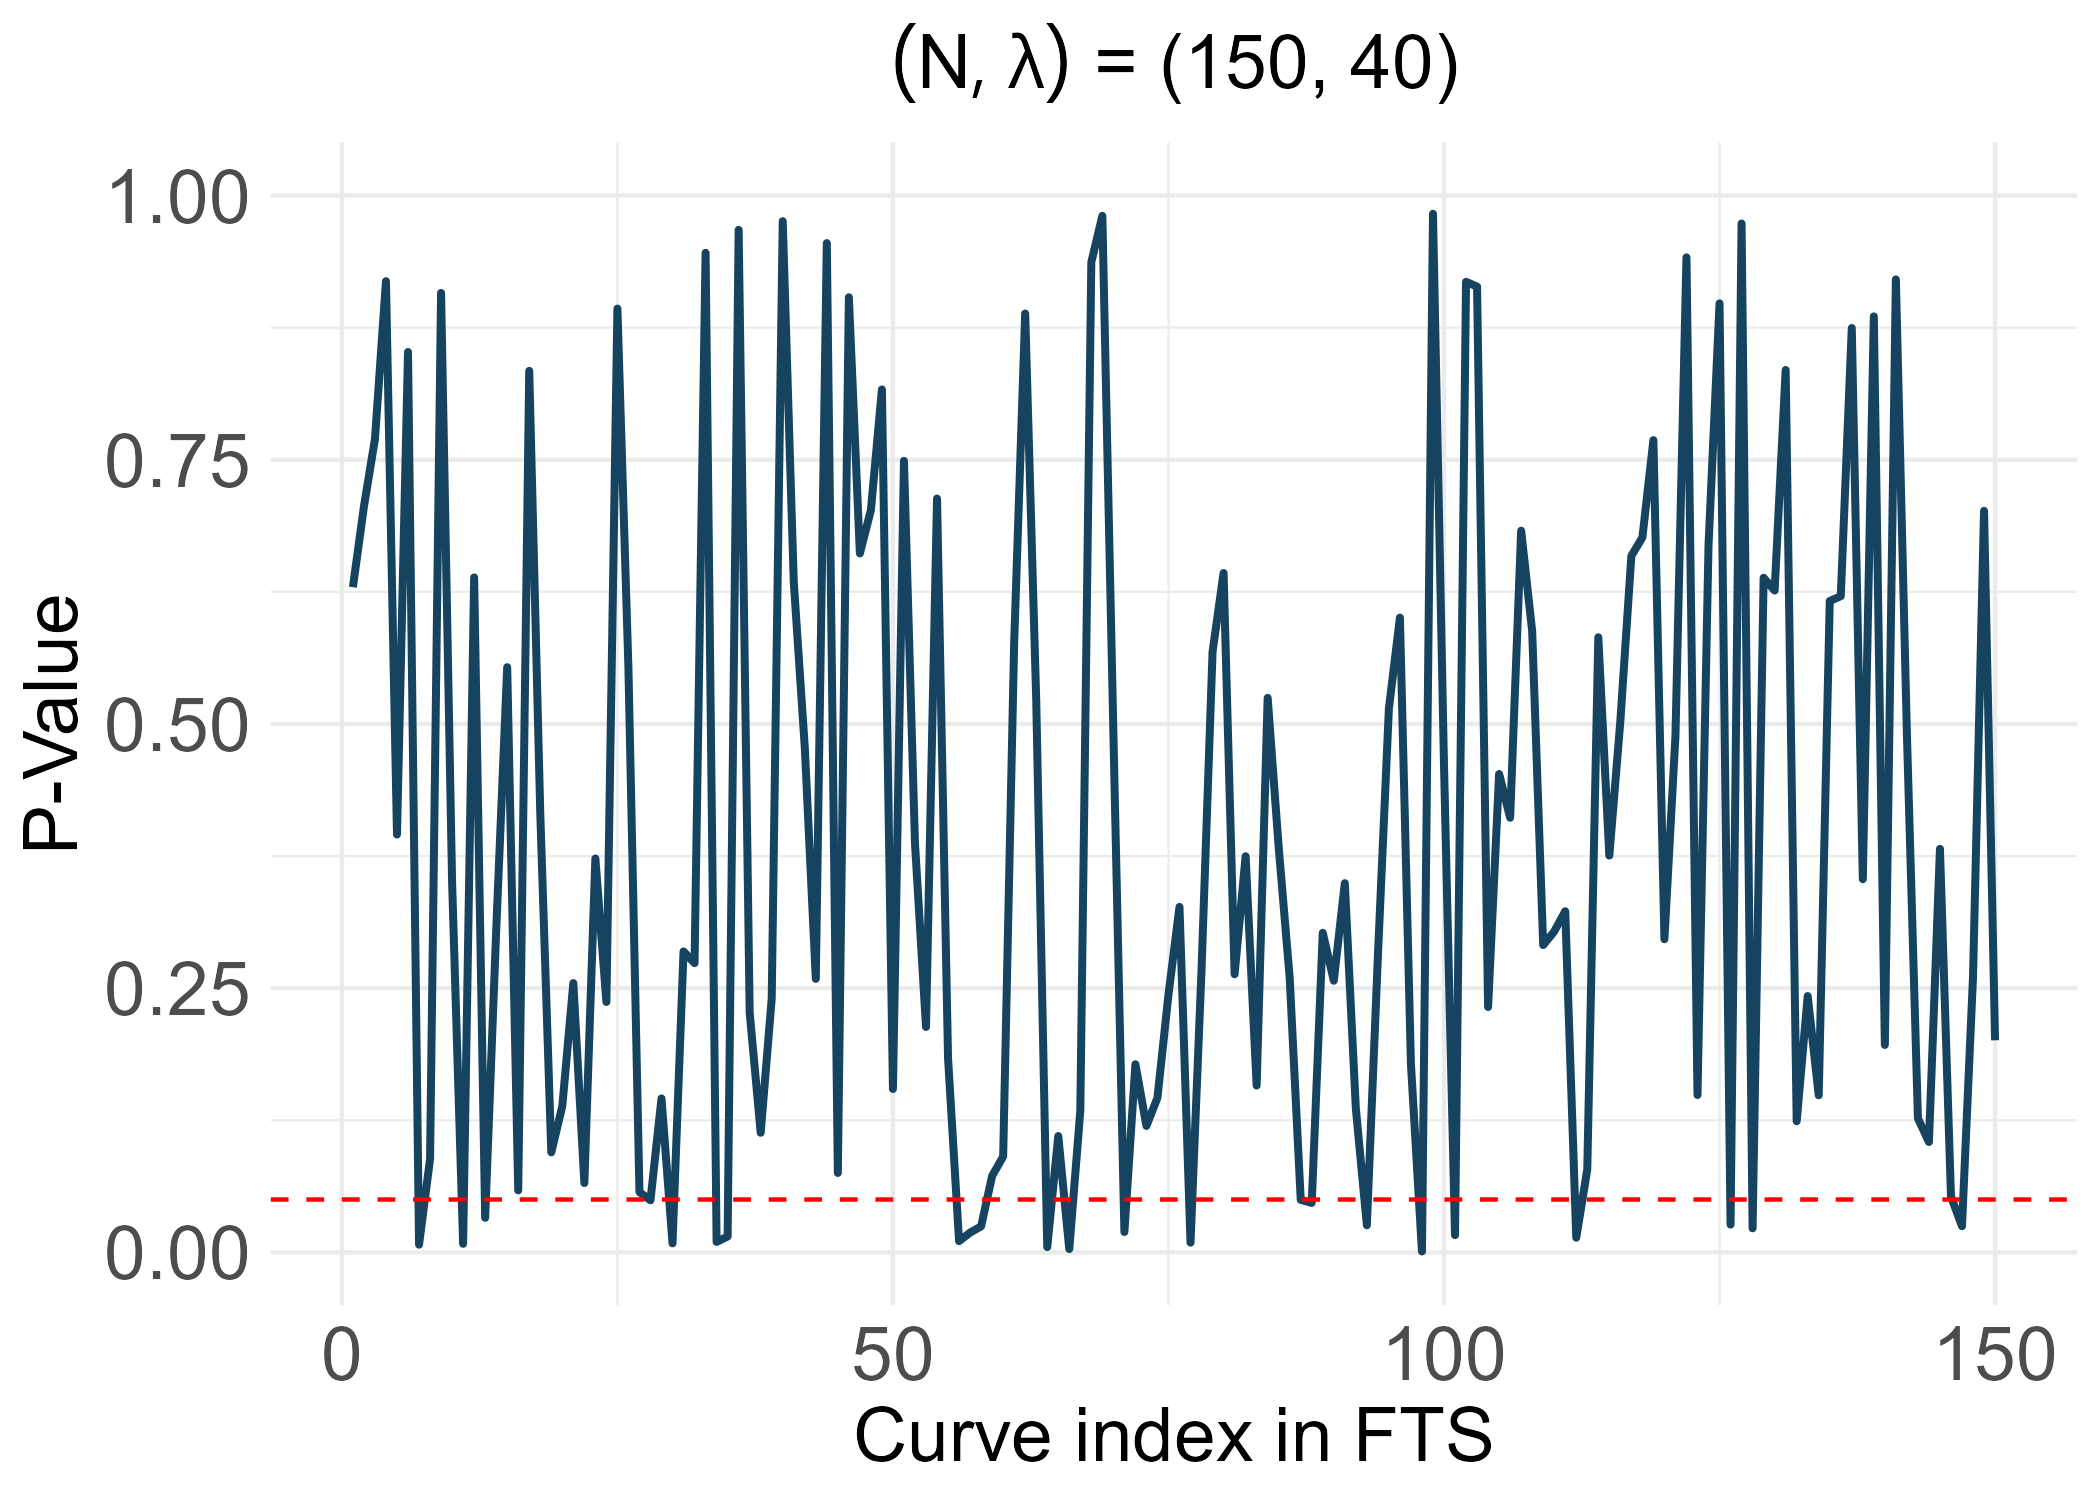 (N, λ) = (150, 40)
1.00
0.75
0.50
0.25
0.00
P-Value
0 50 100 150
Curve index in FTS